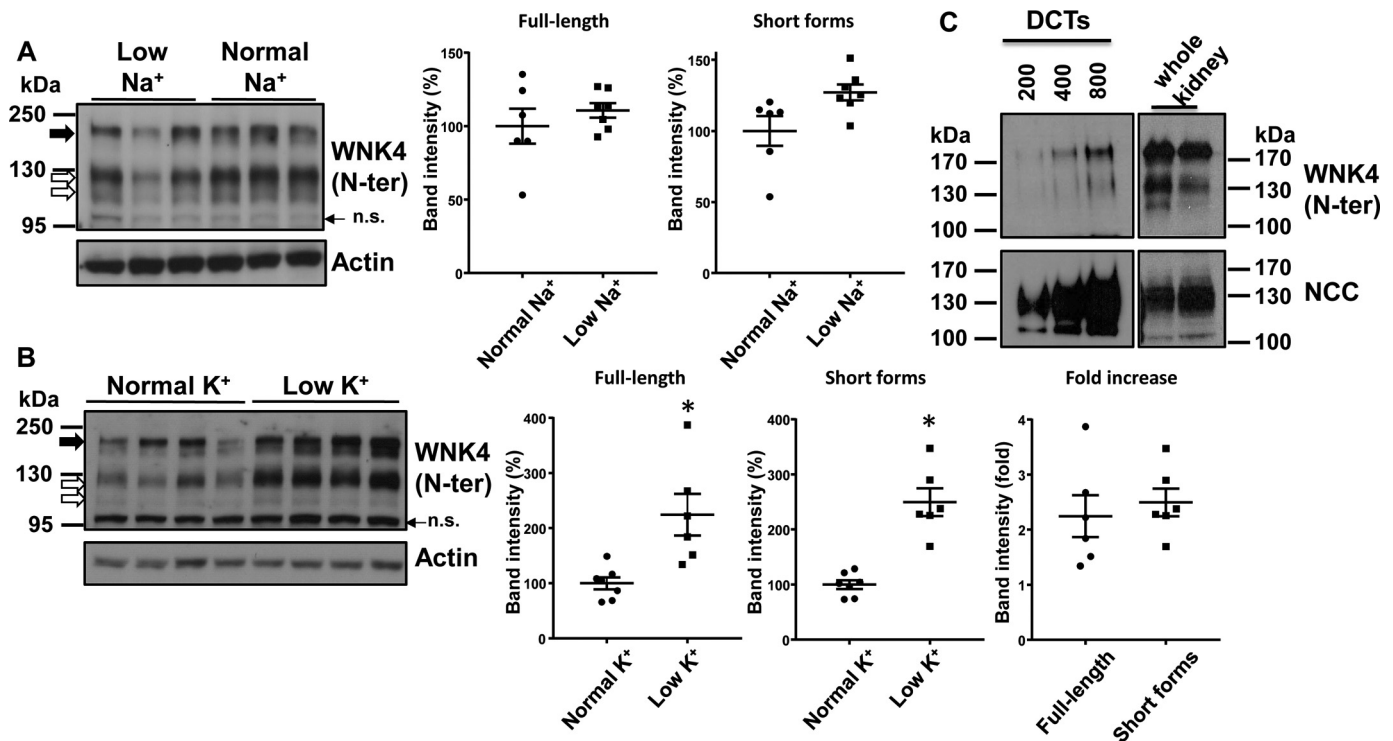 A
Low
Na⁺
Normal
Na⁺
kDa
250
130
95
WNK4
(N-ter)
n.s.
Actin
Full-length
Band intensity (%)
150
100
50
0
Normal Na⁺
Low Na⁺
Short forms
Band intensity (%)
150
100
50
0
Normal Na⁺
Low Na⁺
C
DCTs
200
400
800
whole
kidney
kDa
170
130
100
kDa
170
130
100
WNK4
(N-ter)
170
130
100
170
130
100
NCC
B
Normal K⁺
Low K⁺
kDa
250
130
95
WNK4
(N-ter)
n.s.
Actin
Full-length
Band intensity (%)
400
300
200
100
0
*
Normal K⁺
Low K⁺
Short forms
Band intensity (%)
400
300
200
100
0
*
Normal K⁺
Low K⁺
Fold increase
Band intensity (fold)
4
3
2
1
0
Full-length
Short forms